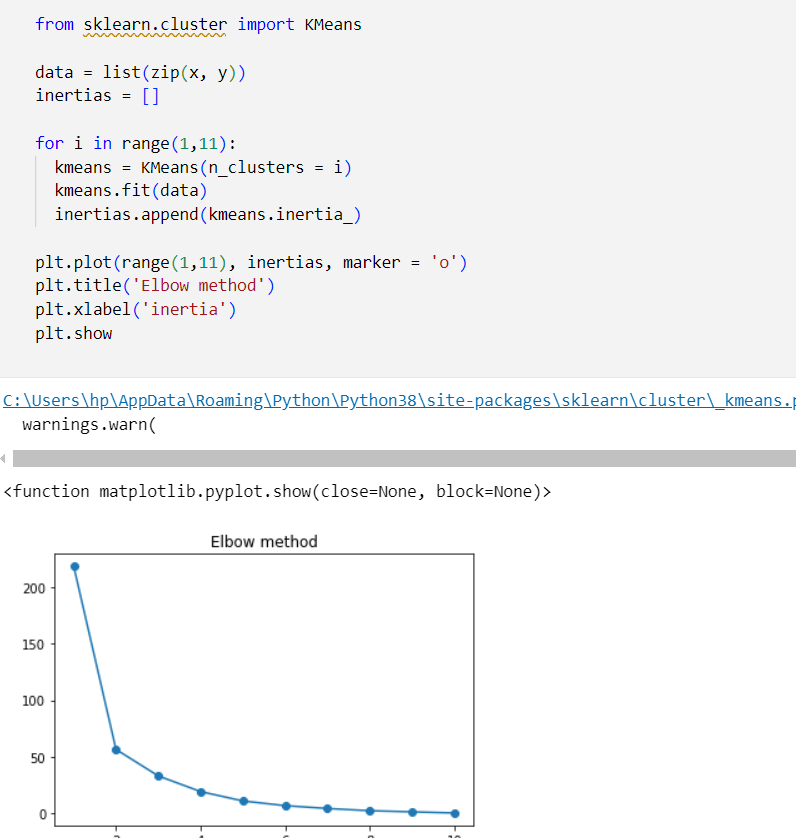 from sklearn.cluster import KMeans
data = list(zip(x, y))
inertias = []
for i in range(1,11):
kmeans = KMeans(n_clusters = i)
kmeans.fit(data)
inertias.append(kmeans.inertia_)
plt.plot(range(1,11), inertias, marker = 'o')
plt.title('Elbow method')
plt.xlabel('inertia')
plt.show
C:\Users\hp\AppData\Roaming\Python\Python38\site-packages\sklearn\cluster\_kmeans.p
warnings.warn(
<function matplotlib.pyplot.show(close=None, block=None)>
Elbow method
200
150
100
50
0